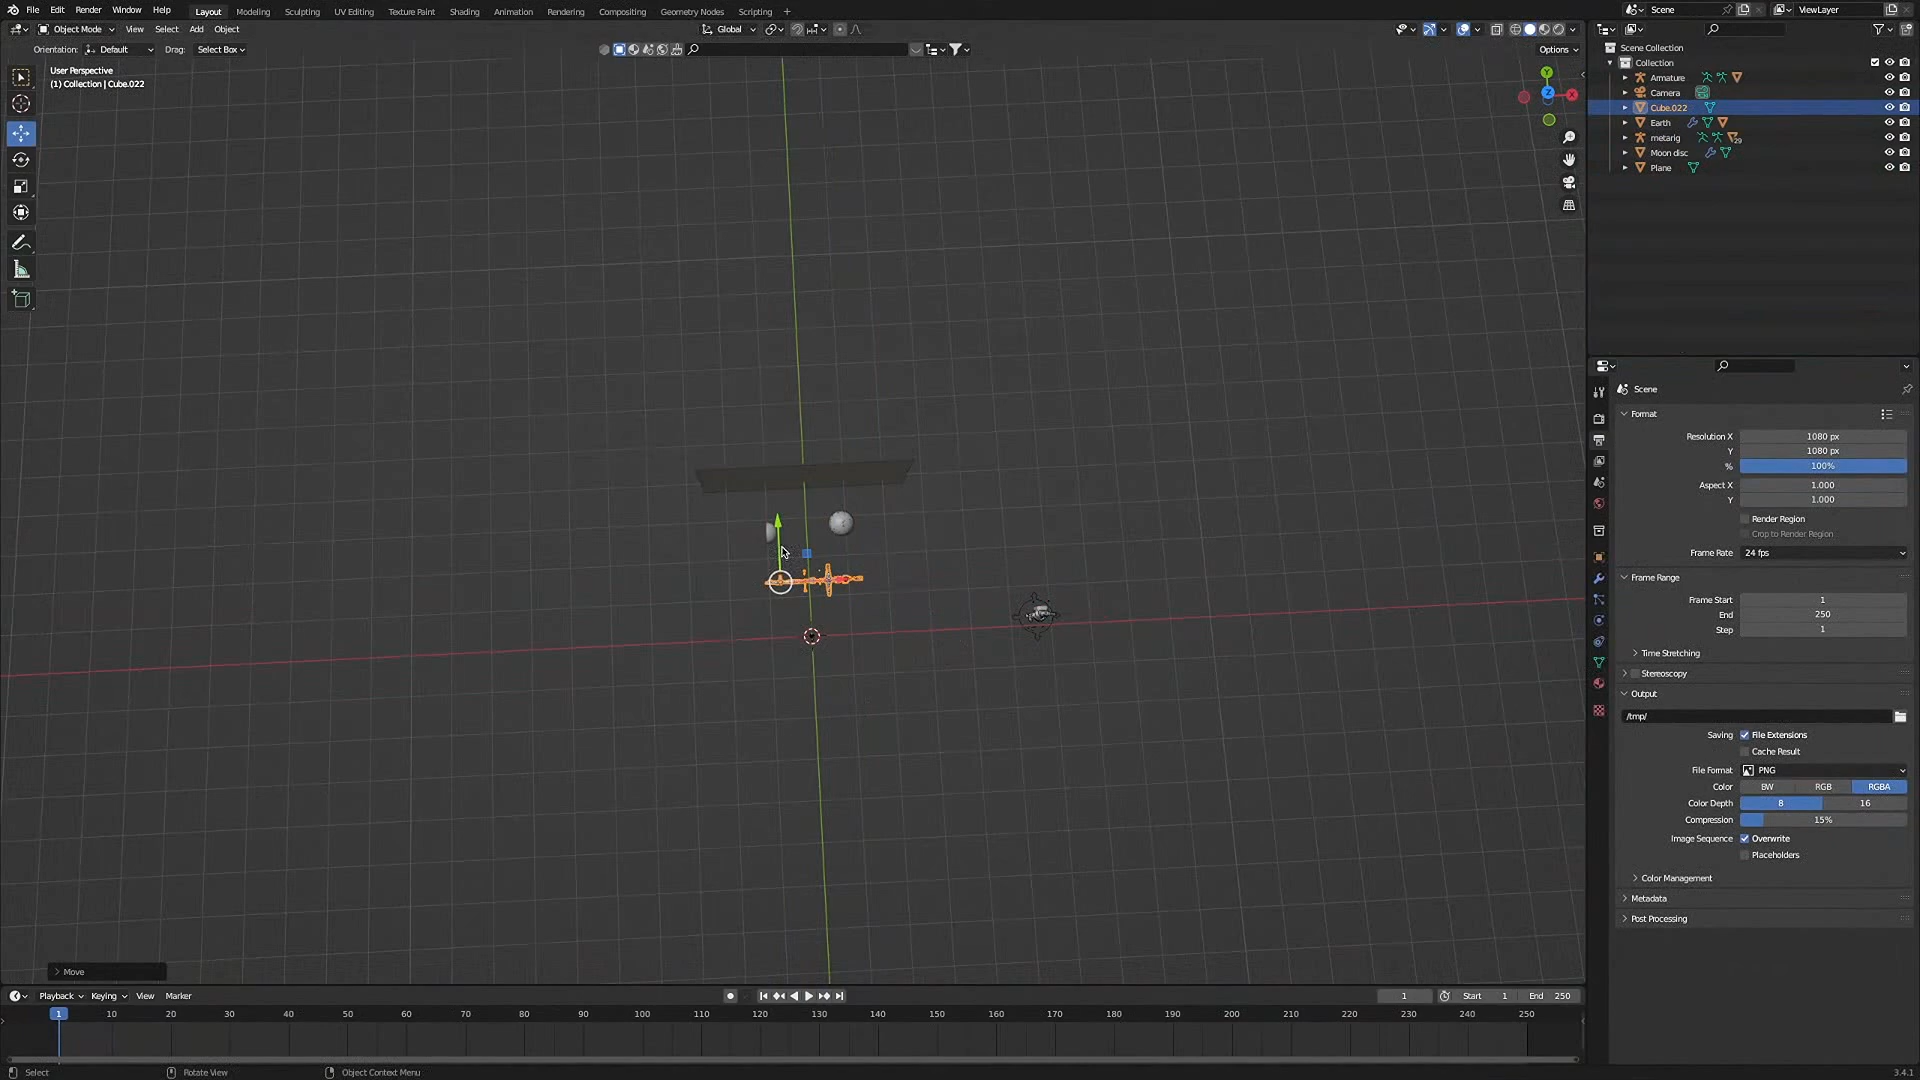 File Edit Render Window Help Layout Modeling Sculpting UV Editing Texture Paint Shading Animation Rendering Compositing Geometry Nodes Scripting + Scene ViewLayer
Object Mode View Select Add Object Global
Orientation: Default Drag: Select Box Options
User Perspective
(1) Collection | Cube.022
Y
Z
X
Scene Collection
Collection
Armature
Camera
Cube.022
Earth
metarig 29
Moon disc
Plane
Scene
Format
Resolution X 1080 px
Y 1080 px
% 100%
Aspect X 1.000
Y 1.000
Render Region
Crop to Render Region
Frame Rate 24 fps
Frame Range
Frame Start 1
End 250
Step 1
Time Stretching
Stereoscopy
Output
/tmp/
Saving File Extensions
Cache Result
File Format PNG
Color BW RGB RGBA
Color Depth 8 16
Compression 15%
Image Sequence Overwrite
Placeholders
Color Management
Metadata
Post Processing
Move
Playback Keying View Marker 1 Start 1 End 250
1 10 20 30 40 50 60 70 80 90 100 110 120 130 140 150 160 170 180 190 200 210 220 230 240 250
Select Rotate View Object Context Menu 3.4.1